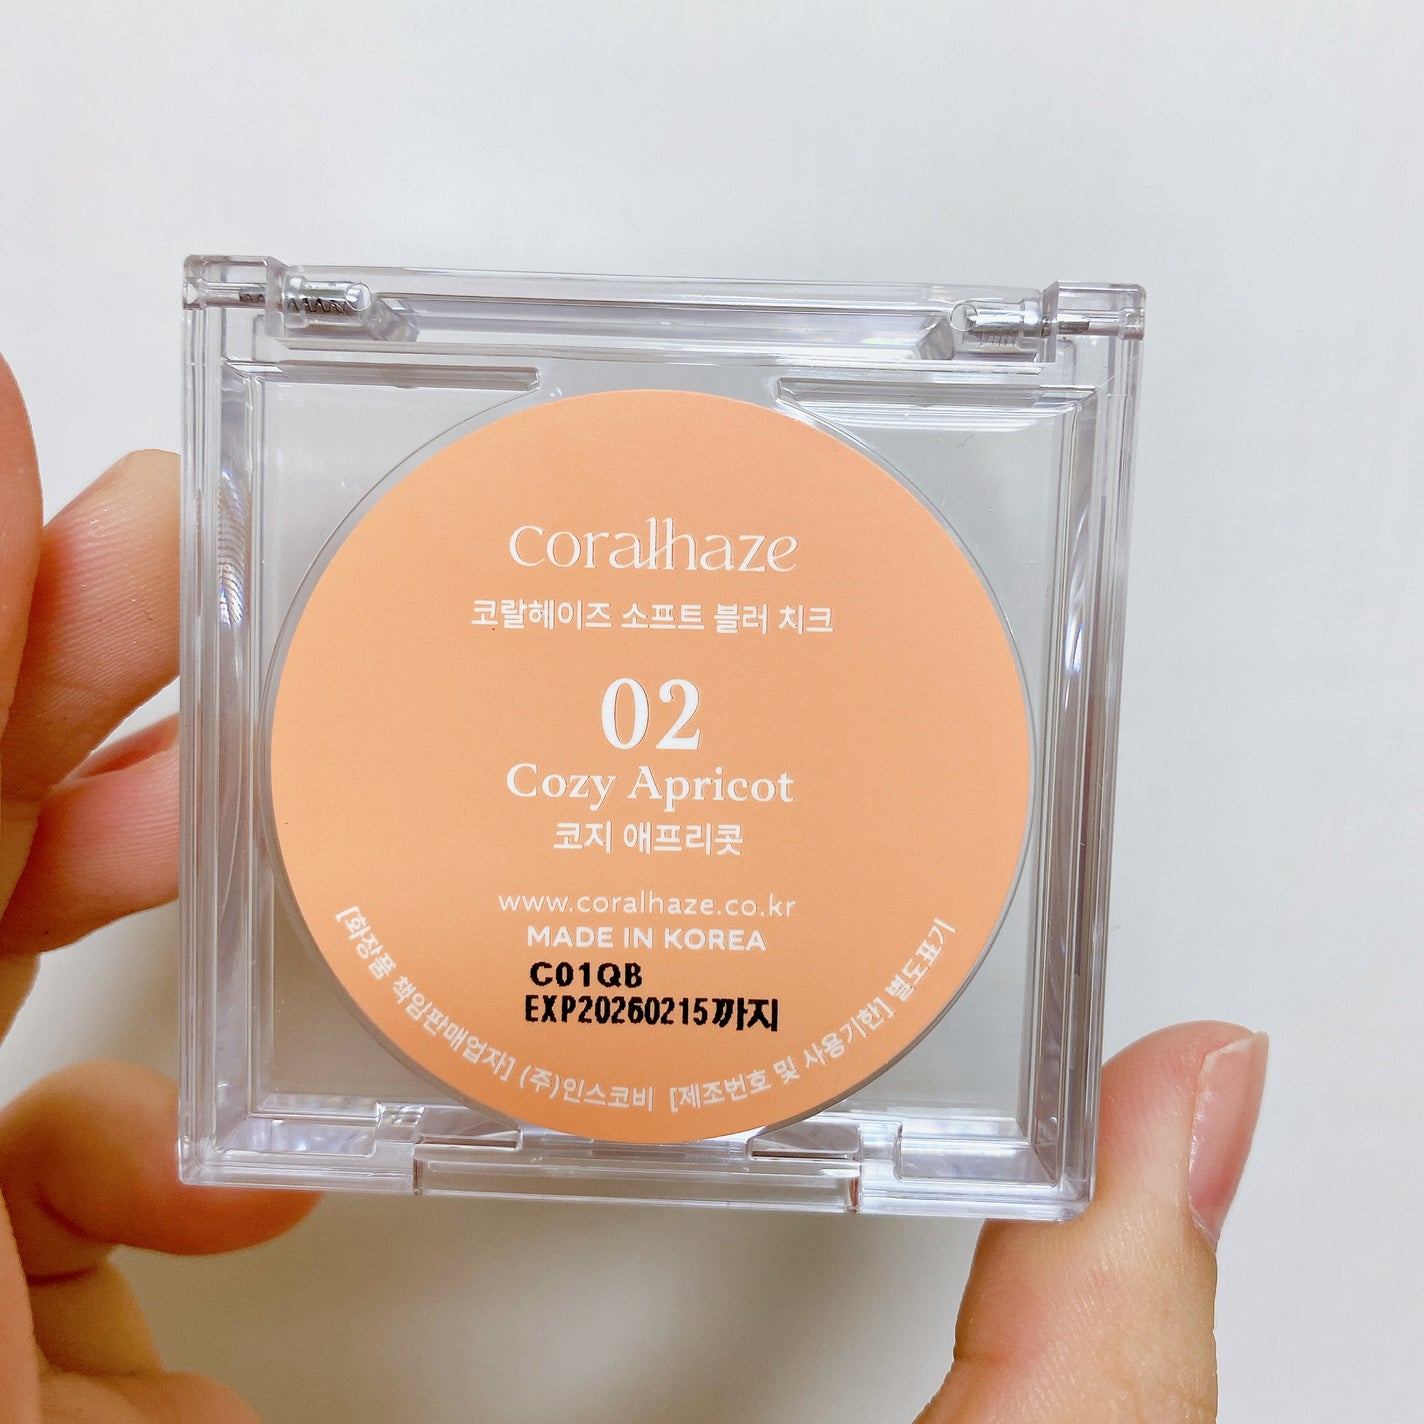 coralhaze
코랄헤이즈 소프트 블러 치크
02
Cozy Apricot
코지 애프리콧
www.coralhaze.co.kr
MADE IN KOREA
C01QB
EXP20260215까지
[화장품 책임판매업자] (주)인스코비 [제조번호 및 사용기한] 별도표기